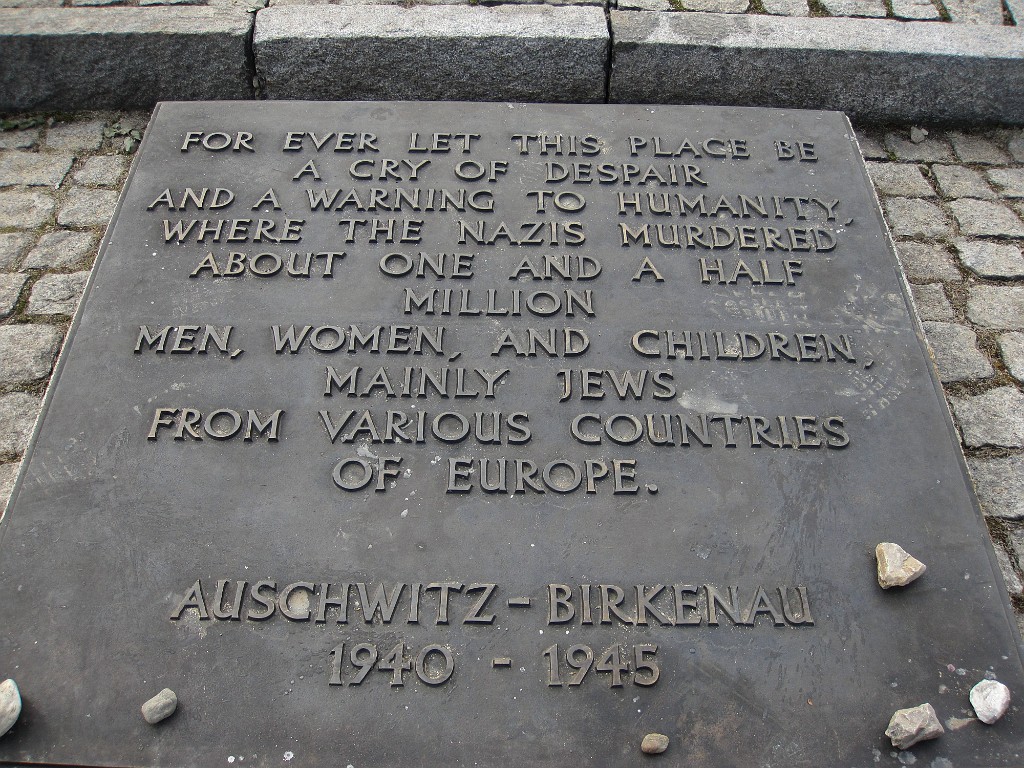 FOR EVER LET THIS PLACE BE
A CRY OF DESPAIR
AND A WARNING TO HUMANITY,
WHERE THE NAZIS MURDERED
ABOUT ONE AND A HALF
MILLION
MEN, WOMEN, AND CHILDREN,
MAINLY JEWS
FROM VARIOUS COUNTRIES
OF EUROPE.
AUSCHWITZ-BIRKENAU
1940 - 1945